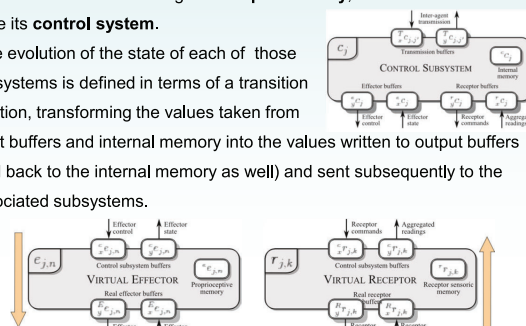 e its control system.
e evolution of the state of each of those
systems is defined in terms of a transition
tion, transforming the values taken from
t buffers and internal memory into the values written to output buffers
l back to the internal memory as well) and sent subsequently to the
ociated subsystems.
Inter-agent
transmission
Transmission buffers
CONTROL SUBSYSTEM
Internal
memory
Effector buffers
Receptor buffers
Effector
control
Effector
state
Receptor
commands
Aggregated
readings
Effector
control
Effector
state
Control subsystem buffers
VIRTUAL EFFECTOR
Proprioceptive
memory
Real effector buffers
Receptor
commands
Aggregated
readings
Control subsystem buffers
VIRTUAL RECEPTOR
Receptor sensoric
memory
Real receptor
buffers